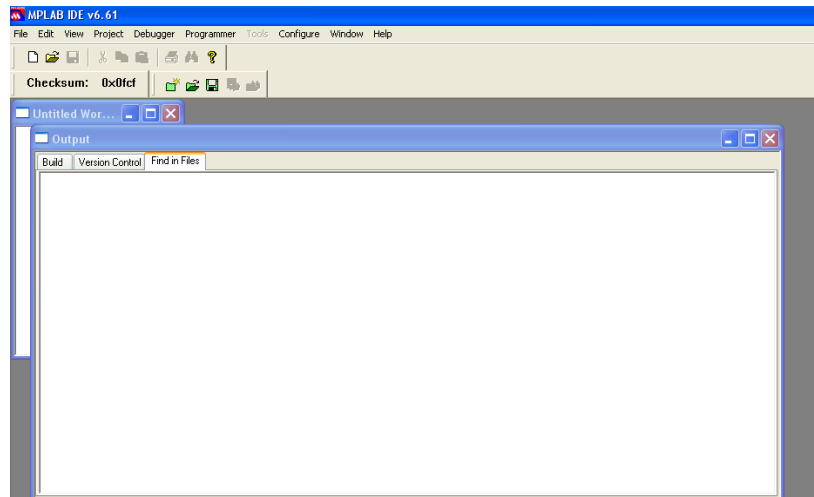 MPLAB IDE v6.61
File Edit View Project Debugger Programmer Tools Configure Window Help
Checksum: 0x0fcf
Untitled Wor...
Output
Build Version Control Find in Files